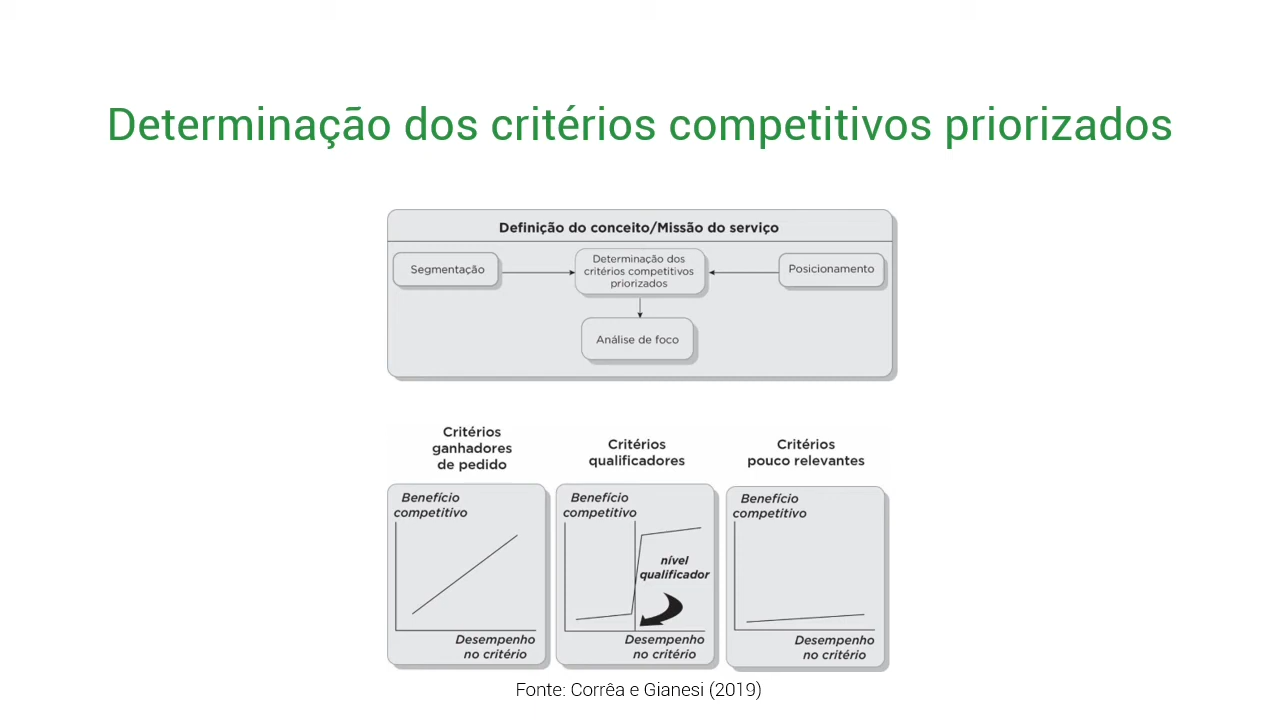 Determinação dos critérios competitivos priorizados
Definição do conceito/Missão do serviço
Segmentação
Determinação dos
critérios competitivos
priorizados
Posicionamento
Análise de foco
Critérios
ganhadores
de pedido
Critérios
qualificadores
Critérios
pouco relevantes
Benefício
competitivo
Desempenho
no critério
Benefício
competitivo
nível
qualificador
Desempenho
no critério
Benefício
competitivo
Desempenho
no critério
Fonte: Corrêa e Gianesi (2019)